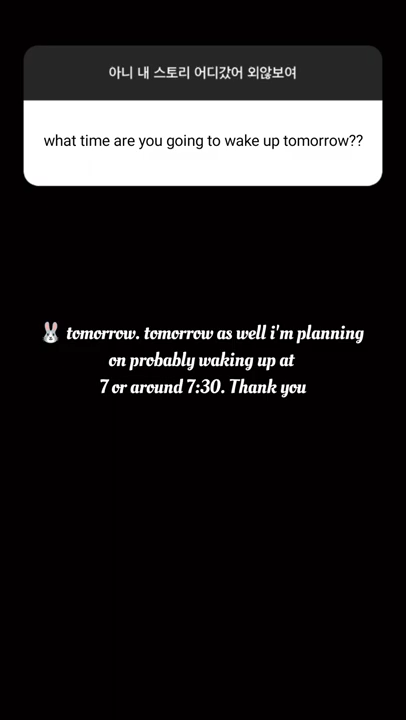 아니 내 스토리 어디갔어 외않보여
what time are you going to wake up tomorrow??
🐰 tomorrow. tomorrow as well i'm planning
on probably waking up at
7 or around 7:30. Thank you